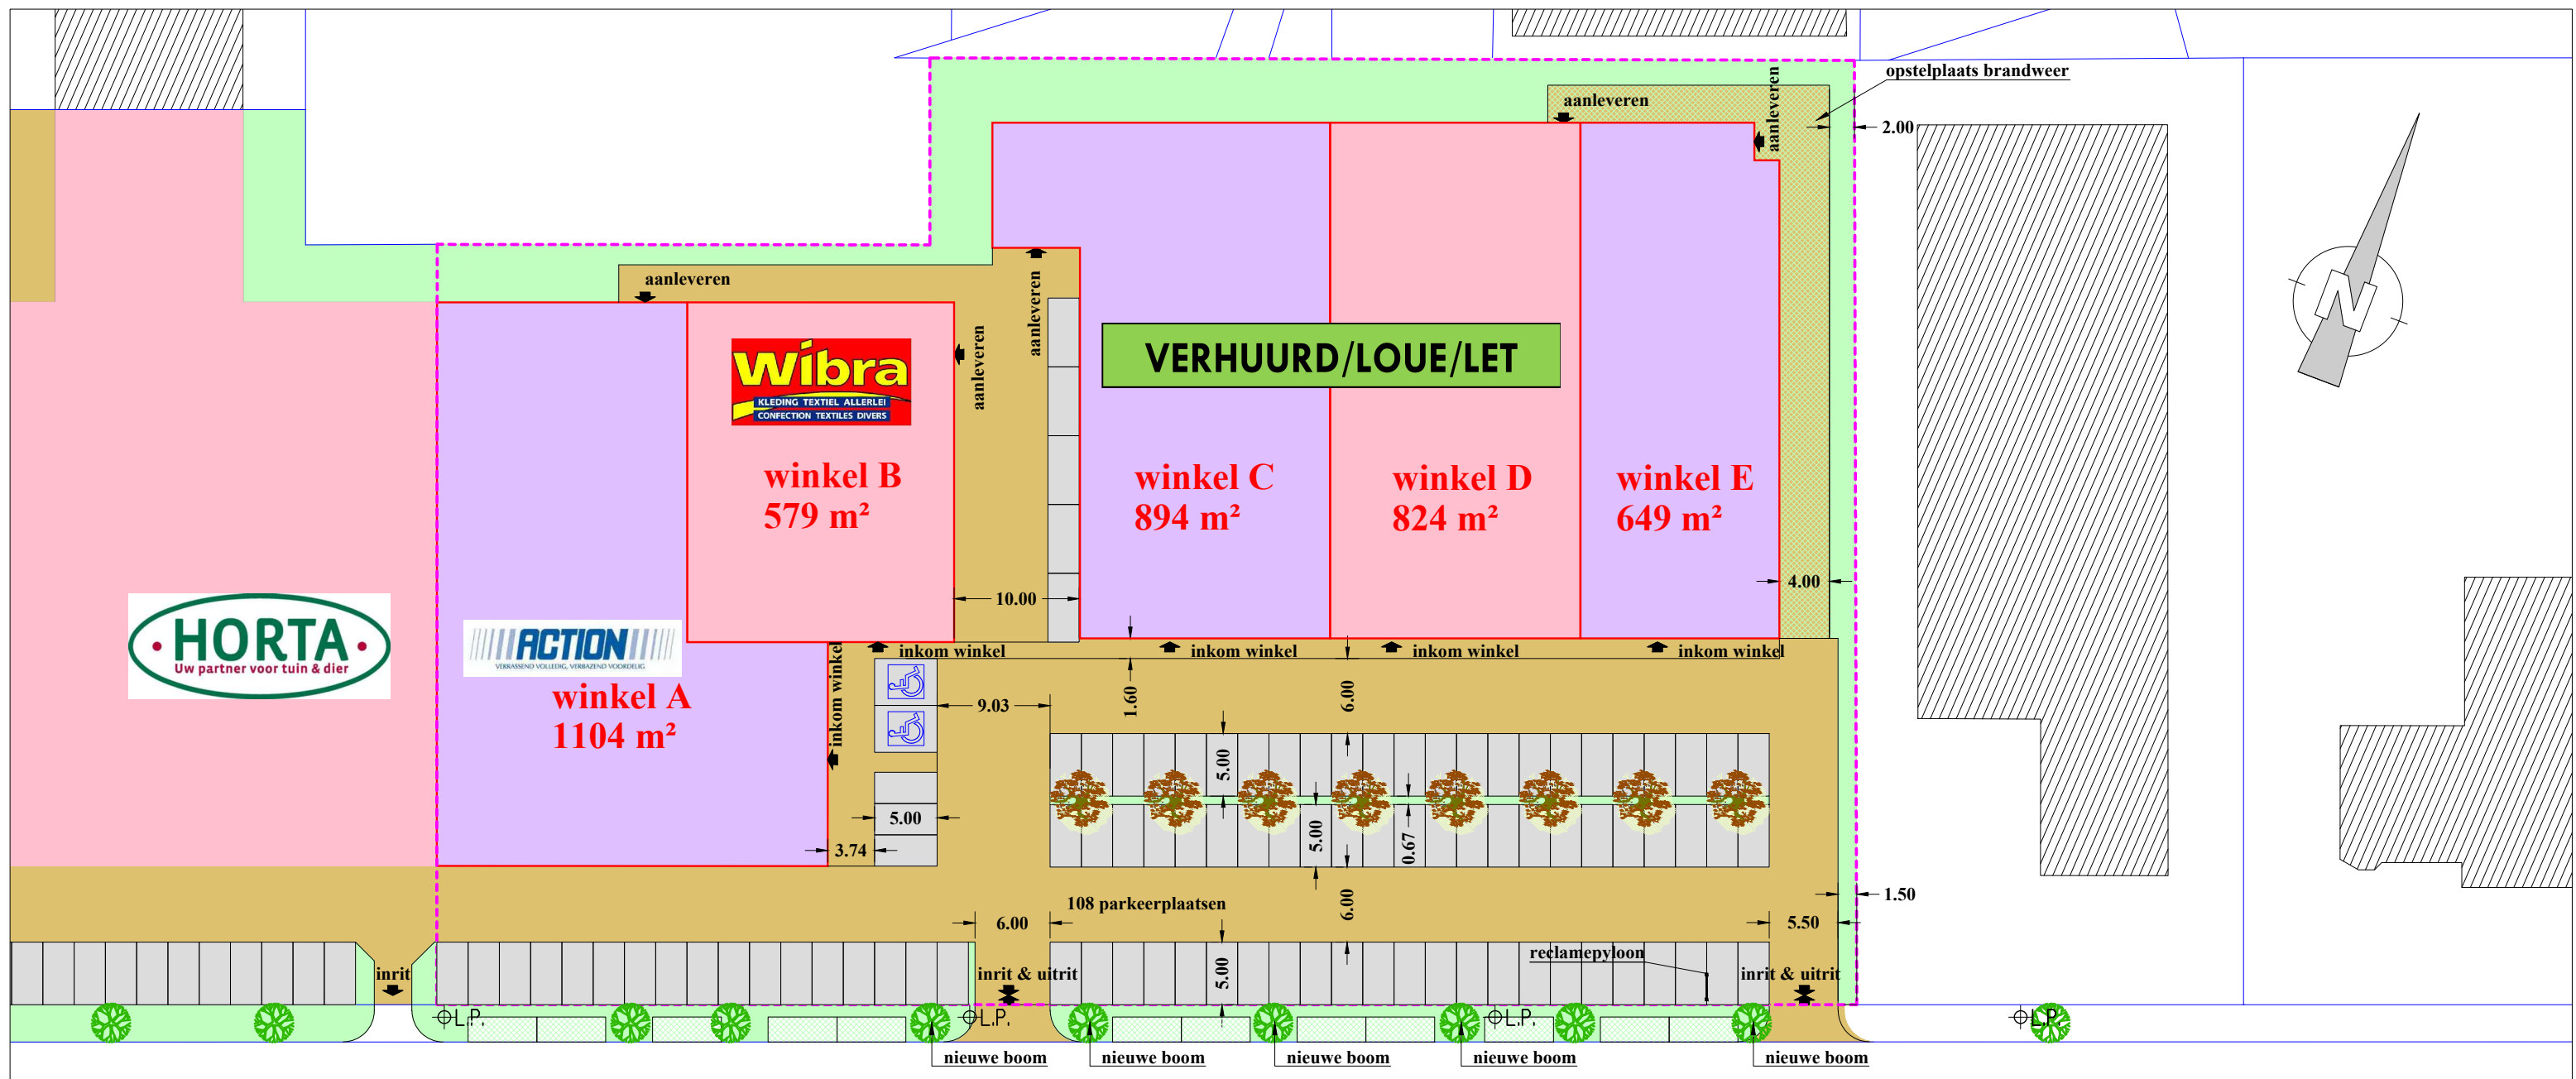 opstelplaats brandweer
aanleveren
aanleveren
2.00
aanleveren
aanleveren
aanleveren
N
Wibra
KLEDING TEXTIEL ALLERLEI
CONFECTION TEXTILES DIVERS
VERHUURD/LOUE/LET
winkel B
579 m²
winkel C
894 m²
winkel D
824 m²
winkel E
649 m²
10.00
4.00
HORTA
Uw partner voor tuin & dier
ACTION
VERRASSEND VOLLEDIG, VERBAZEND VOORDELIG
winkel A
1104 m²
inkom winkel
inkom winkel
inkom winkel
inkom winkel
inkom winkel
9.03
1.60
6.00
5.00
5.00
5.00
0.67
3.74
108 parkeerplaatsen
6.00
6.00
5.50
1.50
inrit
inrit & uitrit
5.00
reclamepyloon
inrit & uitrit
L.P.
L.P.
L.P.
L.P.
nieuwe boom
nieuwe boom
nieuwe boom
nieuwe boom
nieuwe boom